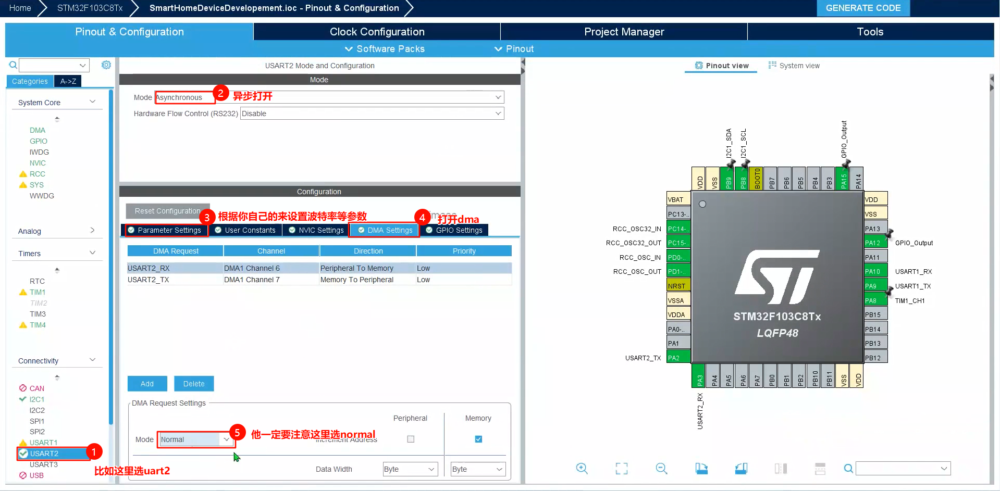 Home
STM32F103C8Tx
SmartHomeDeviceDevelopement.ioc - Pinout & Configuration
GENERATE CODE
Pinout & Configuration
Clock Configuration
Project Manager
Tools
Software Packs
Pinout
Categories
A->Z
System Core
DMA
GPIO
IWDG
NVIC
RCC
SYS
WWDG
Analog
Timers
RTC
TIM1
TIM2
TIM3
TIM4
Connectivity
CAN
I2C1
I2C2
SPI1
SPI2
USART1
USART2
1
USART3
USB
比如这里选uart2
USART2 Mode and Configuration
Mode
Mode Asynchronous
2 异步打开
Hardware Flow Control (RS232) Disable
Configuration
Reset Configuration
3 根据你自己的来设置波特率等参数
4 打开dma
Parameter Settings
User Constants
NVIC Settings
DMA Settings
GPIO Settings
DMA Request Channel Direction Priority
USART2_RX DMA1 Channel 6 Peripheral To Memory Low
USART2_TX DMA1 Channel 7 Memory To Peripheral Low
Add
Delete
DMA Request Settings
Peripheral
Memory
Mode Normal
5 他一定要注意这里选normal
Increment Address
Data Width Byte Byte
Pinout view
System view
I2C1_SDA
I2C1_SCL
GPIO_Output
VDD
VSS
PB9
PB8
BOOT0
PB7
PB6
PB5
PB4
PB3
PA15
PA14
VBAT
PC13-..
RCC_OSC32_IN PC14-..
RCC_OSC32_OUT PC15-..
RCC_OSC_IN PD0-..
RCC_OSC_OUT PD1-..
NRST
VSSA
VDDA
PA0-..
PA1
USART2_TX PA2
STM32F103C8Tx
LQFP48
VDD
VSS
PA13
PA12 GPIO_Output
PA11
PA10 USART1_RX
PA9 USART1_TX
PA8 TIM1_CH1
PB15
PB14
PB13
PB12
PA3
PA4
PA5
PA6
PA7
PB0
PB1
PB2
PB10
PB11
VSS
VDD
USART2_RX